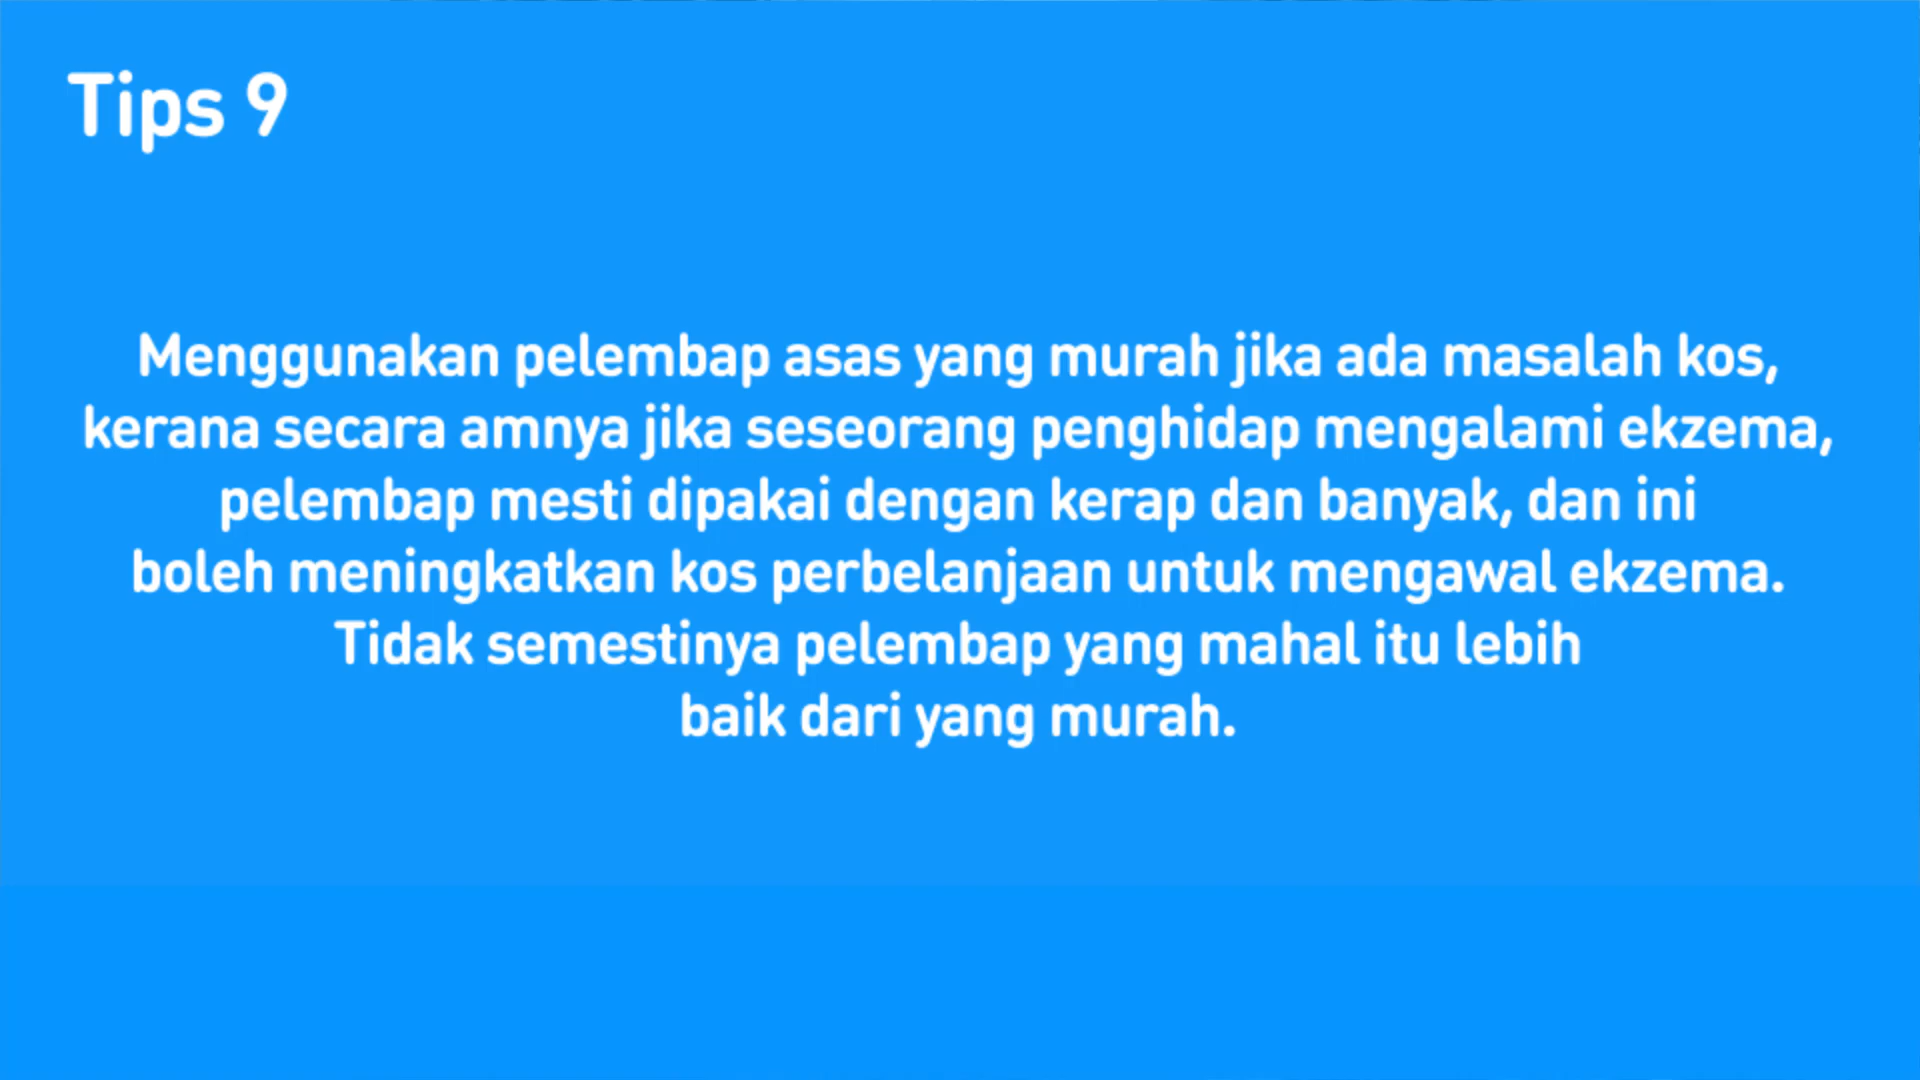 Tips 9
Menggunakan pelembap asas yang murah jika ada masalah kos,
kerana secara amnya jika seseorang penghidap mengalami ekzema,
pelembap mesti dipakai dengan kerap dan banyak, dan ini
boleh meningkatkan kos perbelanjaan untuk mengawal ekzema.
Tidak semestinya pelembap yang mahal itu lebih
baik dari yang murah.